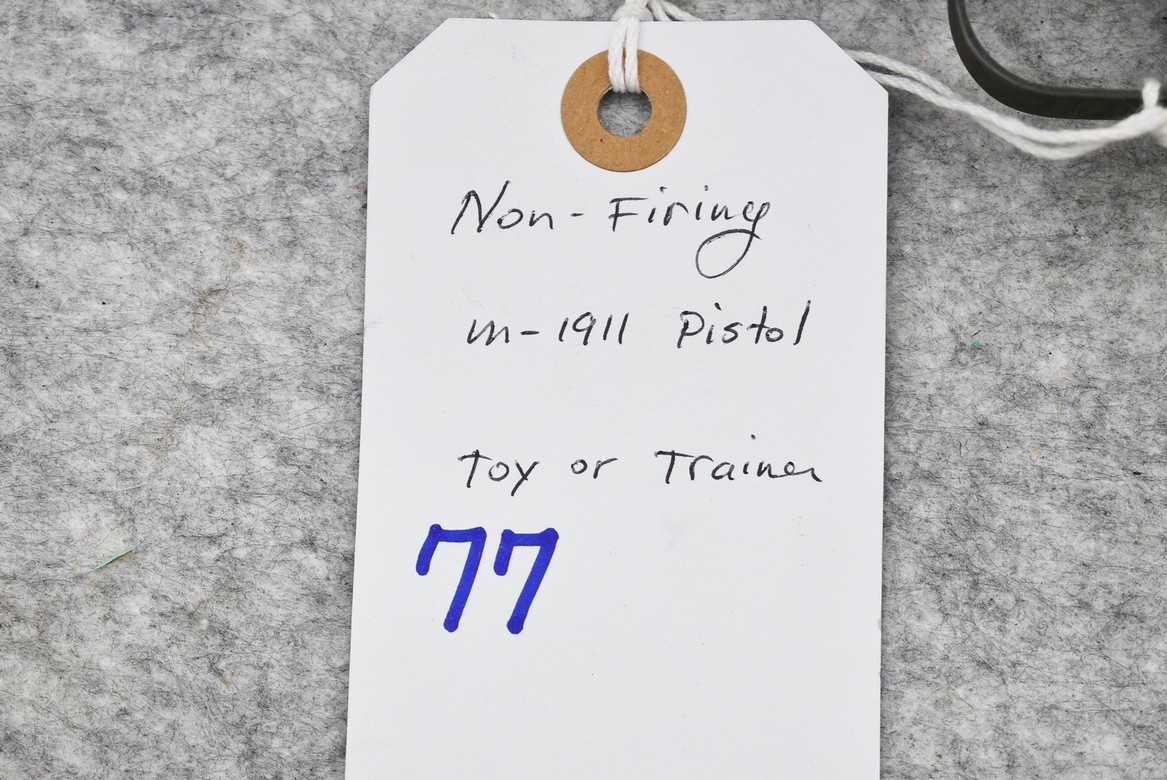 Non-Firing
m-1911 Pistol
Toy or Trainer
77